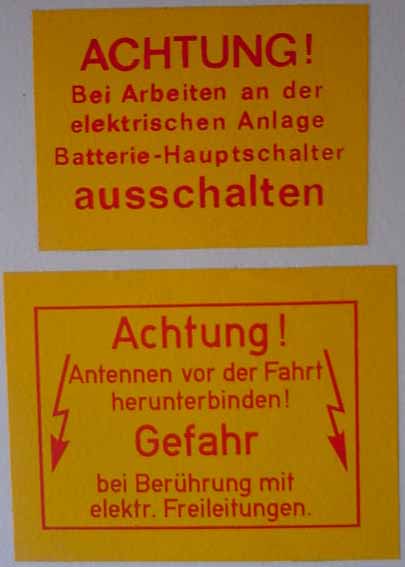 ACHTUNG!
Bei Arbeiten an der
elektrischen Anlage
Batterie-Hauptschalter
ausschalten
Achtung!
Antennen vor der Fahrt
herunterbinden!
Gefahr
bei Berührung mit
elektr. Freileitungen.